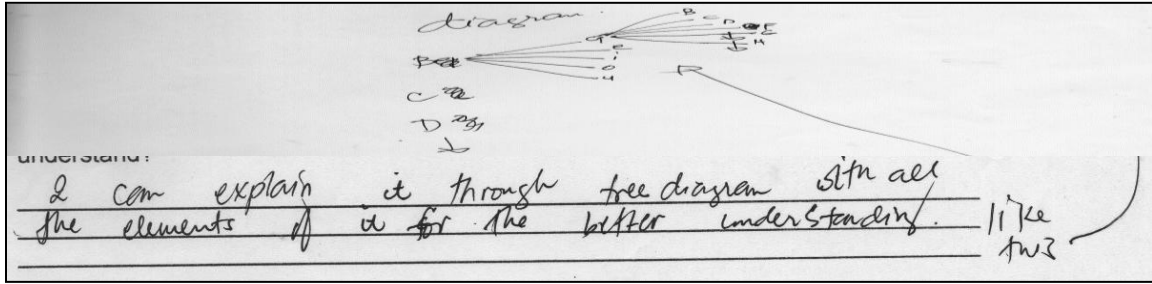 diagram.
B
C
D
F
G
H
a
e
i
o
u
B
C
D
understand?
I can explain it through tree diagram with all
the elements of it for the better understanding.
like
this